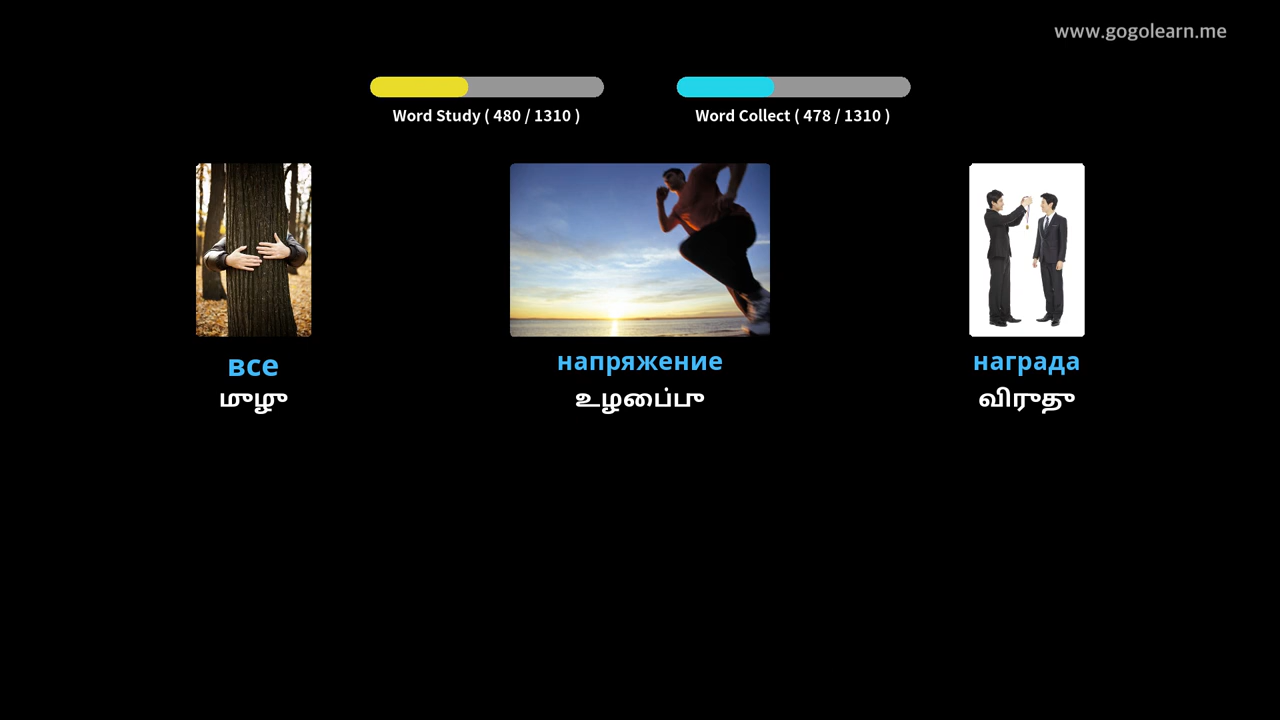 www.gogolearn.me
Word Study ( 480 / 1310 )
Word Collect ( 478 / 1310 )
все
முழு
напряжение
உழைப்பு
награда
விருது